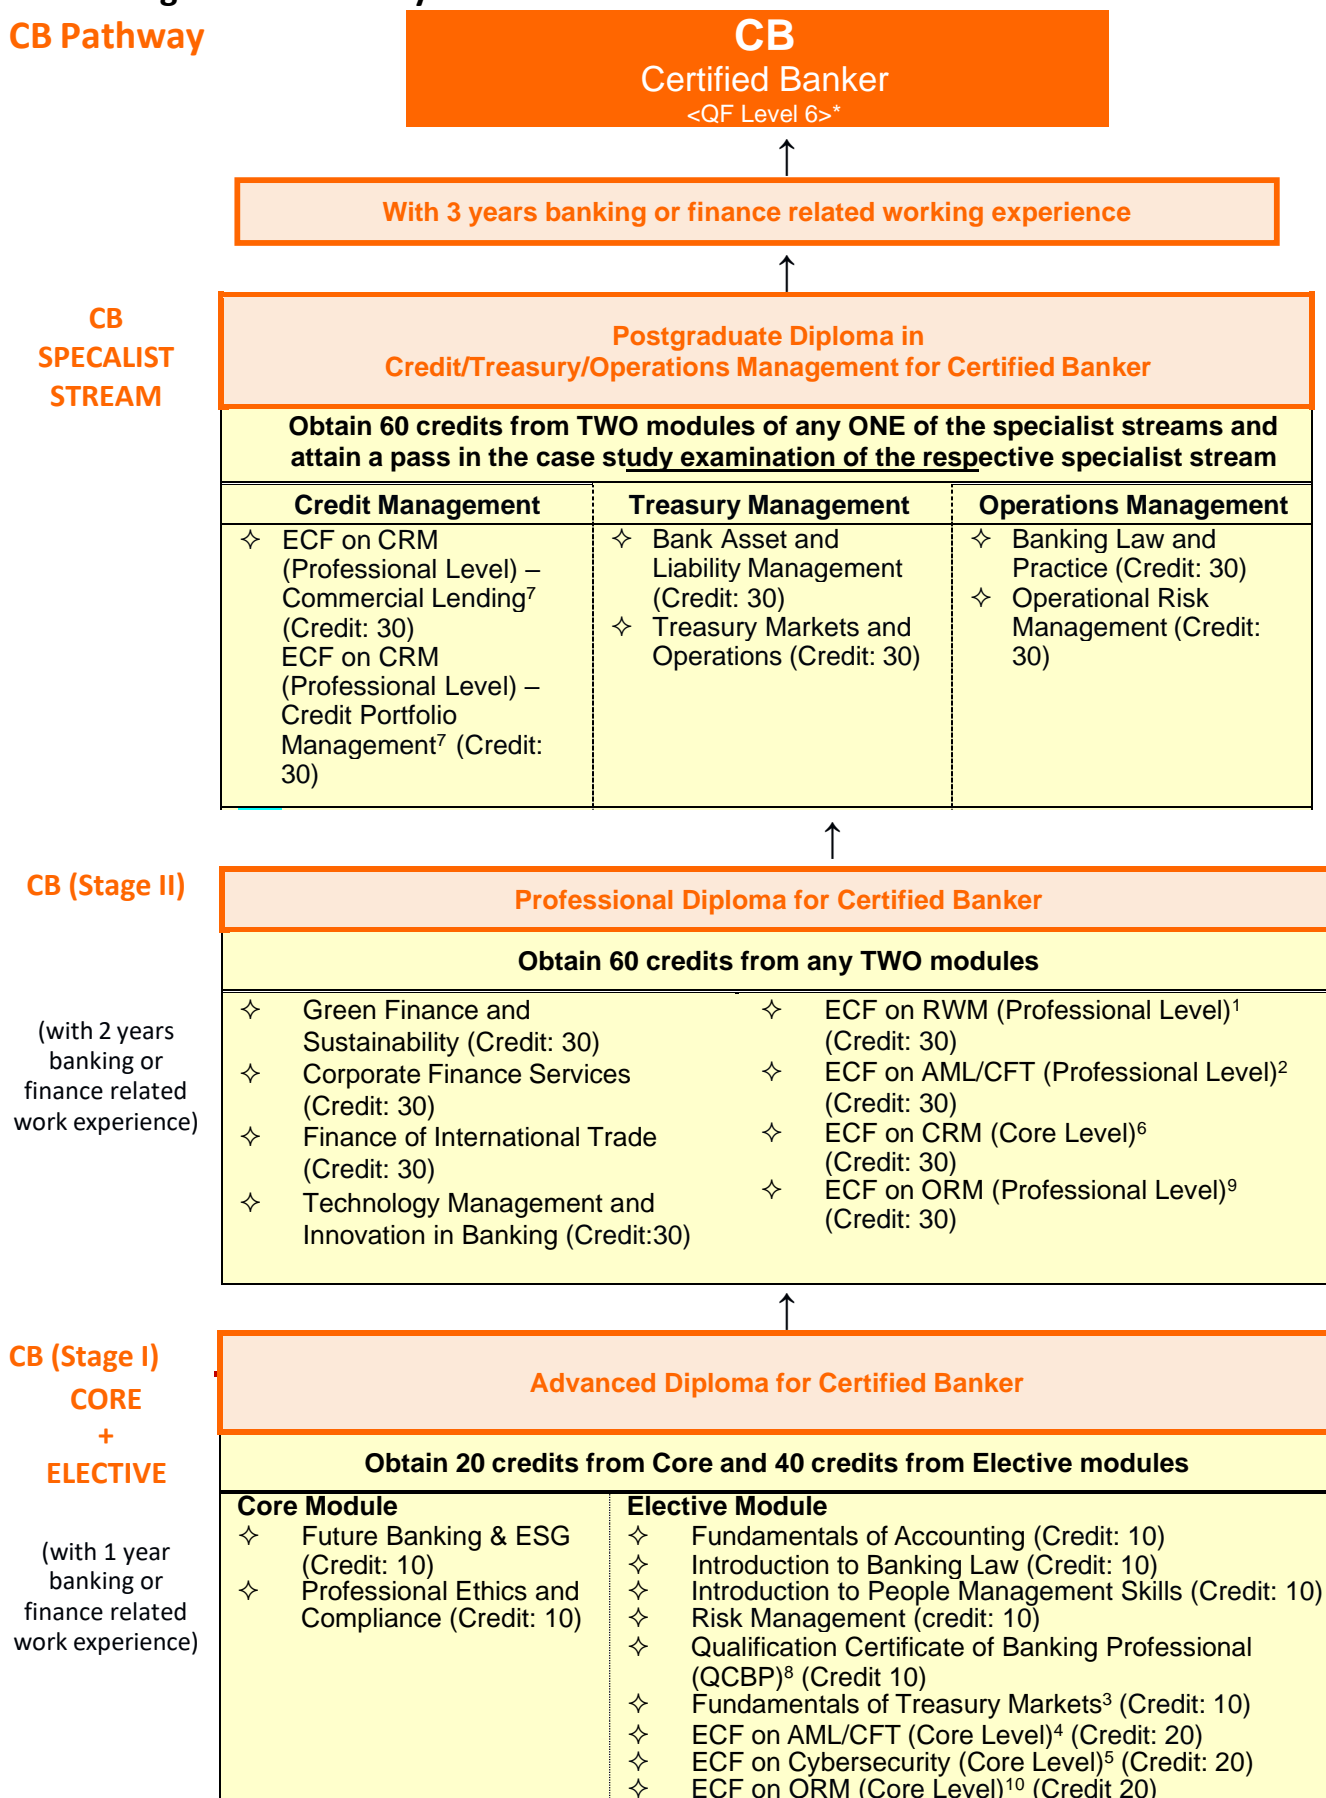 CB Pathway
CB
Certified Banker
<QF Level 6>*
↑
With 3 years banking or finance related working experience
↑
CB
SPECALIST
STREAM
Postgraduate Diploma in
Credit/Treasury/Operations Management for Certified Banker
Obtain 60 credits from TWO modules of any ONE of the specialist streams and
attain a pass in the case study examination of the respective specialist stream
Credit Management
✧ ECF on CRM
(Professional Level) –
Commercial Lending⁷
(Credit: 30)
ECF on CRM
(Professional Level) –
Credit Portfolio
Management⁷ (Credit:
30)
Treasury Management
✧ Bank Asset and
Liability Management
(Credit: 30)
✧ Treasury Markets and
Operations (Credit: 30)
Operations Management
✧ Banking Law and
Practice (Credit: 30)
✧ Operational Risk
Management (Credit:
30)
↑
CB (Stage II)
(with 2 years
banking or
finance related
work experience)
Professional Diploma for Certified Banker
Obtain 60 credits from any TWO modules
✧ Green Finance and
Sustainability (Credit: 30)
✧ Corporate Finance Services
(Credit: 30)
✧ Finance of International Trade
(Credit: 30)
✧ Technology Management and
Innovation in Banking (Credit:30)
✧ ECF on RWM (Professional Level)¹
(Credit: 30)
✧ ECF on AML/CFT (Professional Level)²
(Credit: 30)
✧ ECF on CRM (Core Level)⁶
(Credit: 30)
✧ ECF on ORM (Professional Level)⁹
(Credit: 30)
↑
CB (Stage I)
CORE
+
ELECTIVE
(with 1 year
banking or
finance related
work experience)
Advanced Diploma for Certified Banker
Obtain 20 credits from Core and 40 credits from Elective modules
Core Module
✧ Future Banking & ESG
(Credit: 10)
✧ Professional Ethics and
Compliance (Credit: 10)
Elective Module
✧ Fundamentals of Accounting (Credit: 10)
✧ Introduction to Banking Law (Credit: 10)
✧ Introduction to People Management Skills (Credit: 10)
✧ Risk Management (credit: 10)
✧ Qualification Certificate of Banking Professional
(QCBP)⁸ (Credit 10)
✧ Fundamentals of Treasury Markets³ (Credit: 10)
✧ ECF on AML/CFT (Core Level)⁴ (Credit: 20)
✧ ECF on Cybersecurity (Core Level)⁵ (Credit: 20)
✧ ECF on ORM (Core Level)¹⁰ (Credit 20)